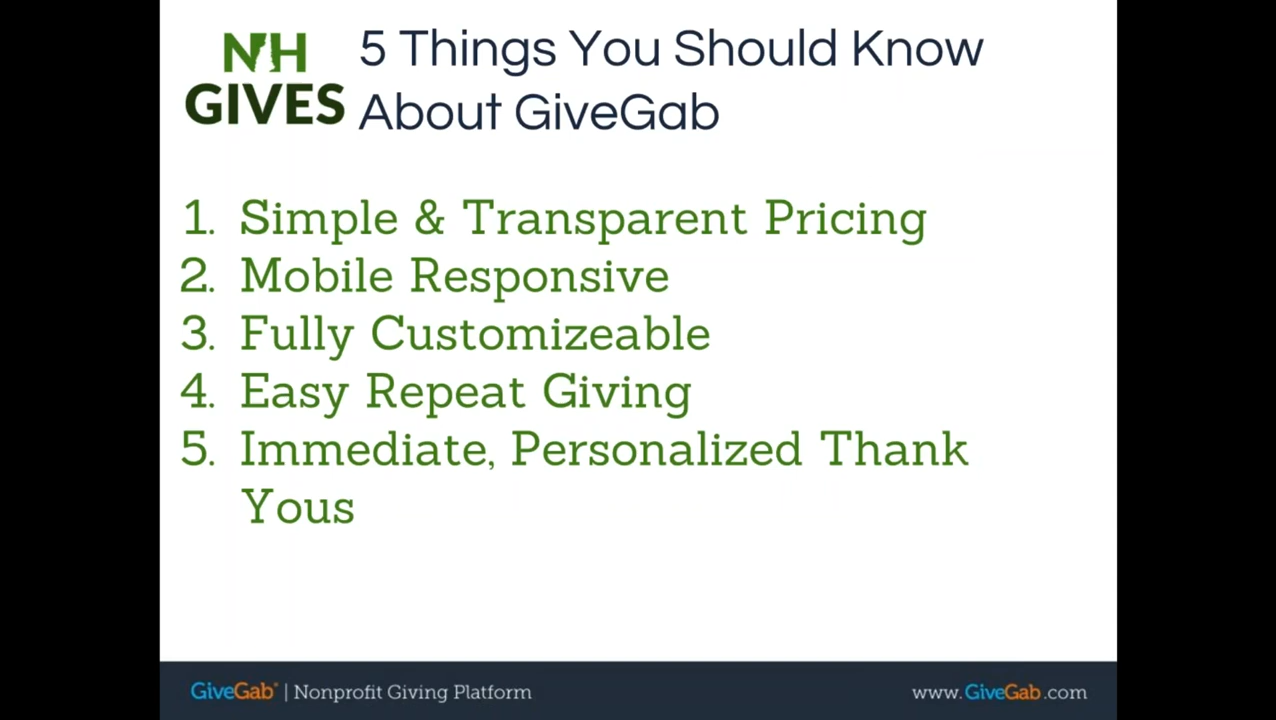 NH
GIVES
5 Things You Should Know
About GiveGab
1. Simple & Transparent Pricing
2. Mobile Responsive
3. Fully Customizeable
4. Easy Repeat Giving
5. Immediate, Personalized Thank
Yous
GiveGab® | Nonprofit Giving Platform
www.GiveGab.com